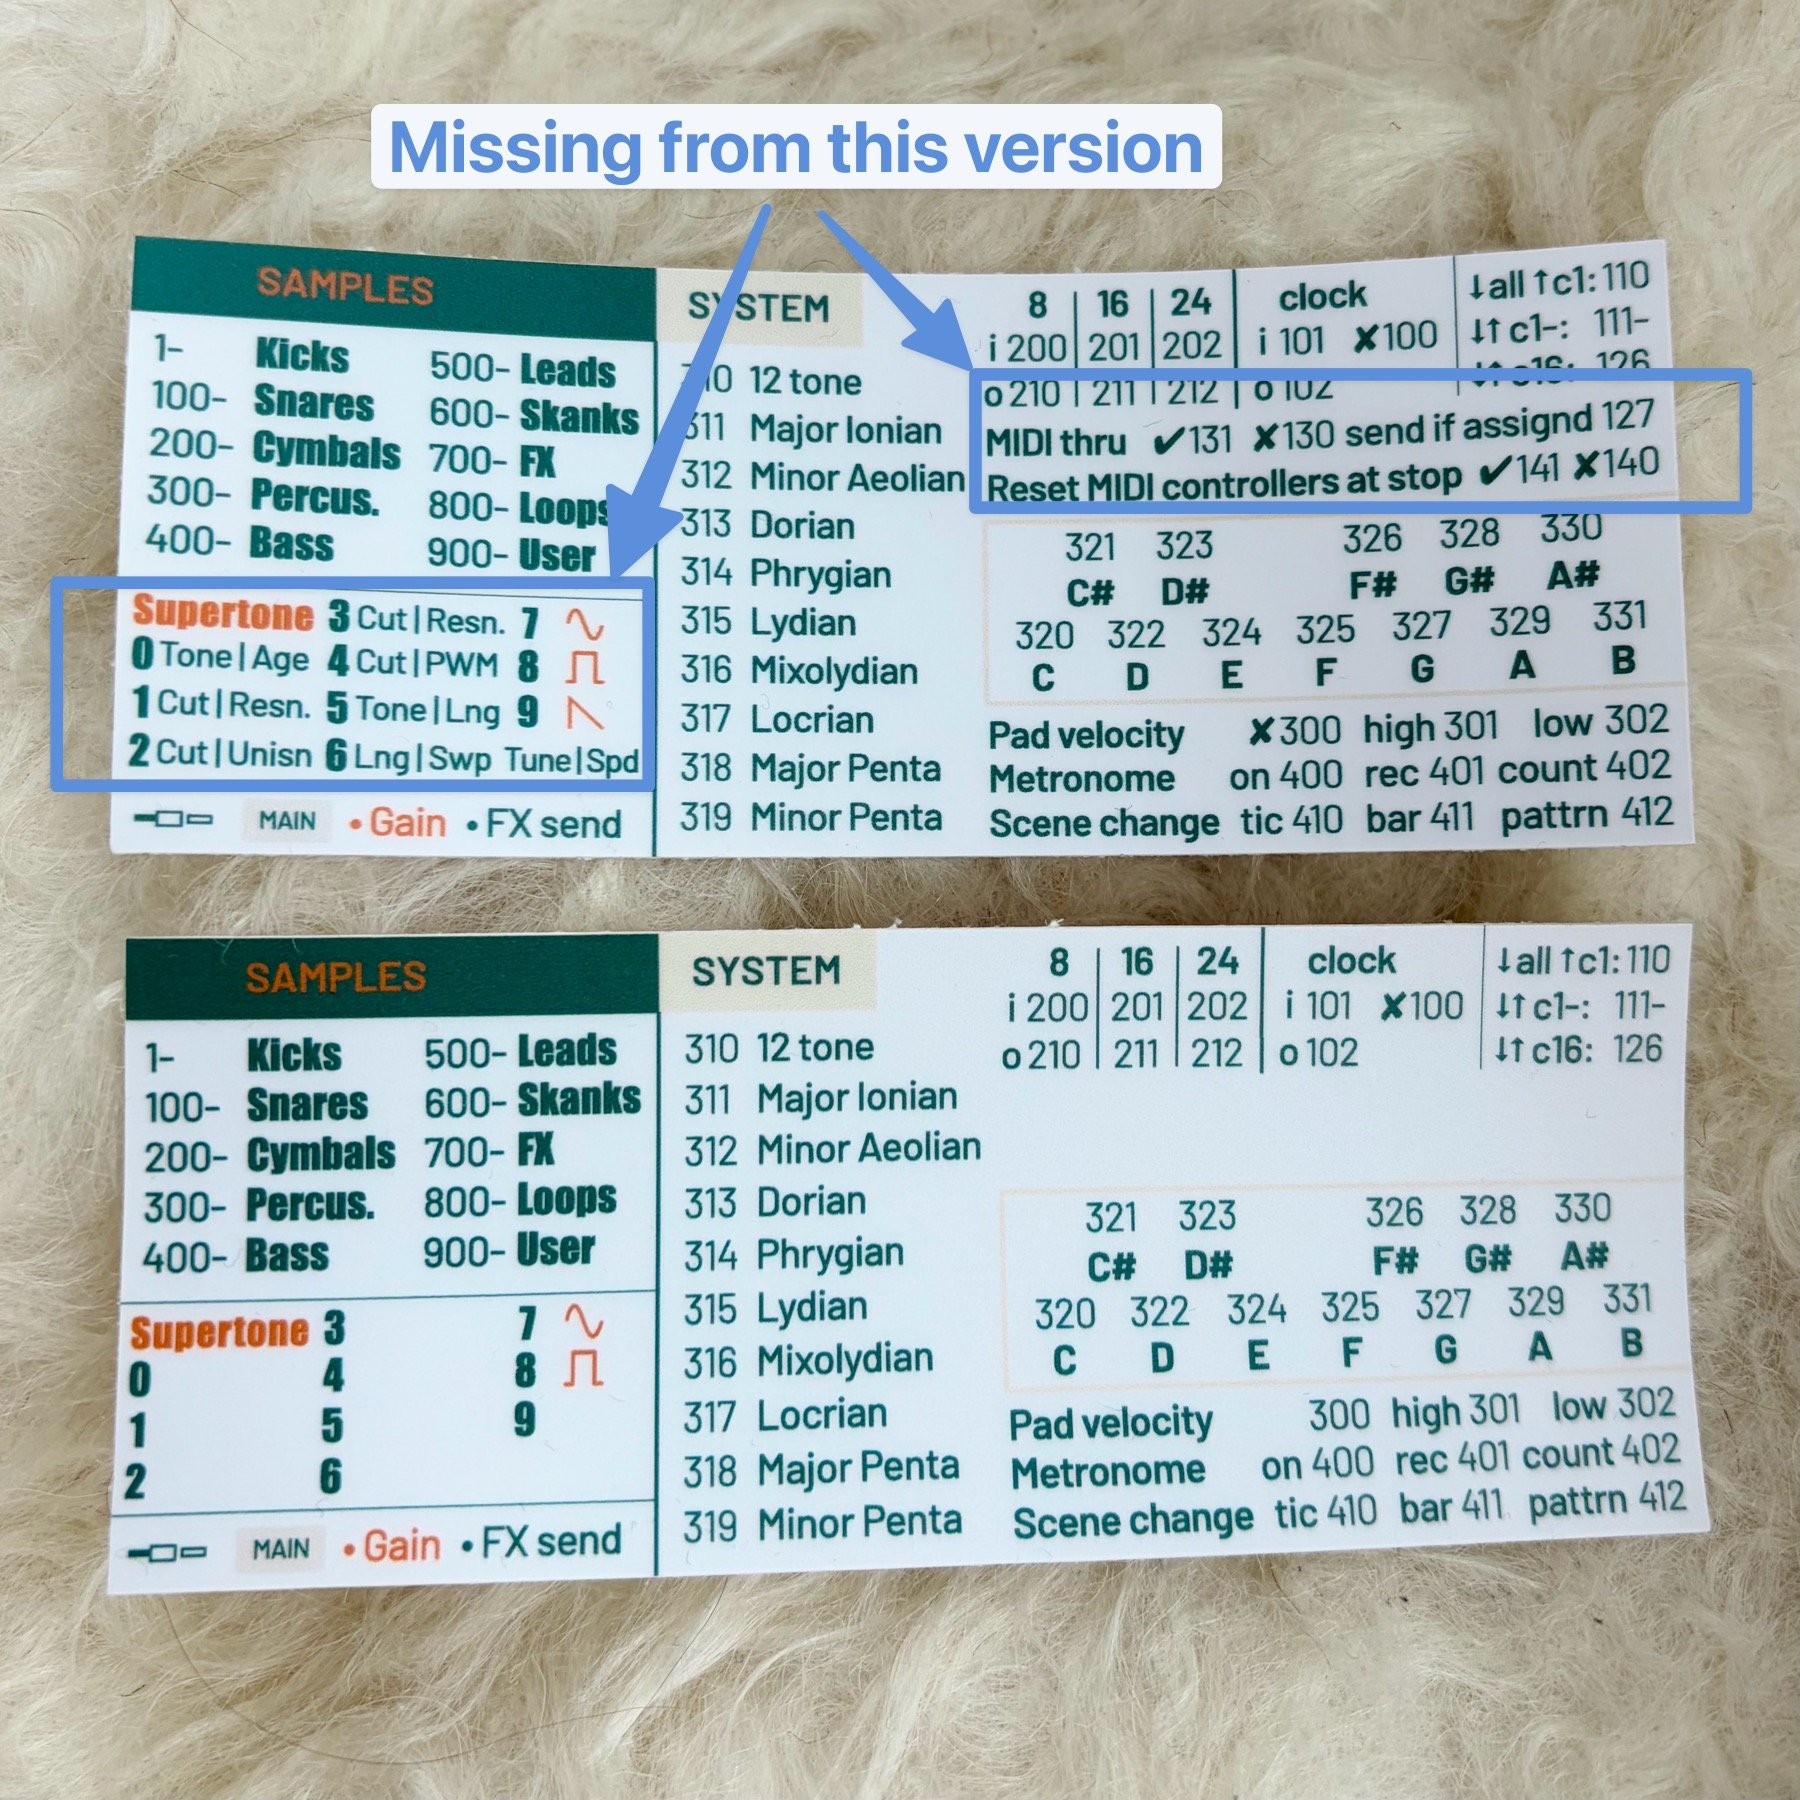 Missing from this version
SAMPLES
1- Kicks 500- Leads
100- Snares 600- Skanks
200- Cymbals 700- FX
300- Percus. 800- Loops
400- Bass 900- User
Supertone 3 Cut|Resn. 7
0 Tone|Age 4 Cut|PWM 8
1 Cut|Resn. 5 Tone|Lng 9
2 Cut|Unisn 6 Lng|Swp Tune|Spd
MAIN •Gain •FX send
SYSTEM
310 12 tone
311 Major Ionian
312 Minor Aeolian
313 Dorian
314 Phrygian
315 Lydian
316 Mixolydian
317 Locrian
318 Major Penta
319 Minor Penta
8 | 16 | 24 clock ↓all ↑c1: 110
i 200 | 201 | 202 i 101 ✘100 ↓↑ c1-: 111-
o 210 | 211 | 212 | o 102 ↓↑ c16: 126
MIDI thru ✔131 ✘130 send if assignd 127
Reset MIDI controllers at stop ✔141 ✘140
321 323 326 328 330
C# D# F# G# A#
320 322 324 325 327 329 331
C D E F G A B
Pad velocity ✘300 high 301 low 302
Metronome on 400 rec 401 count 402
Scene change tic 410 bar 411 pattrn 412
SAMPLES
1- Kicks 500- Leads
100- Snares 600- Skanks
200- Cymbals 700- FX
300- Percus. 800- Loops
400- Bass 900- User
Supertone 3 7
0 4 8
1 5 9
2 6
MAIN •Gain •FX send
SYSTEM
310 12 tone
311 Major Ionian
312 Minor Aeolian
313 Dorian
314 Phrygian
315 Lydian
316 Mixolydian
317 Locrian
318 Major Penta
319 Minor Penta
8 | 16 | 24 clock ↓all ↑c1: 110
i 200 | 201 | 202 i 101 ✘100 ↓↑ c1-: 111-
o 210 | 211 | 212 o 102 ↓↑ c16: 126
321 323 326 328 330
C# D# F# G# A#
320 322 324 325 327 329 331
C D E F G A B
Pad velocity 300 high 301 low 302
Metronome on 400 rec 401 count 402
Scene change tic 410 bar 411 pattrn 412